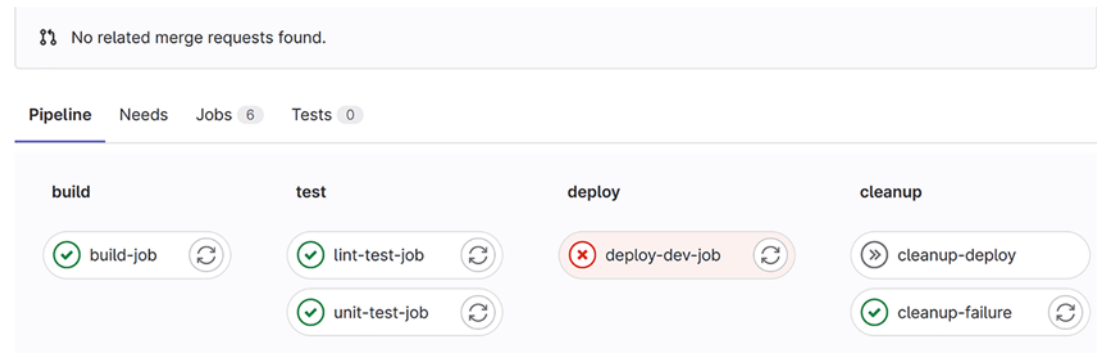 No related merge requests found.
Pipeline Needs Jobs 6 Tests 0
build test deploy cleanup
build-job lint-test-job deploy-dev-job cleanup-deploy
unit-test-job cleanup-failure